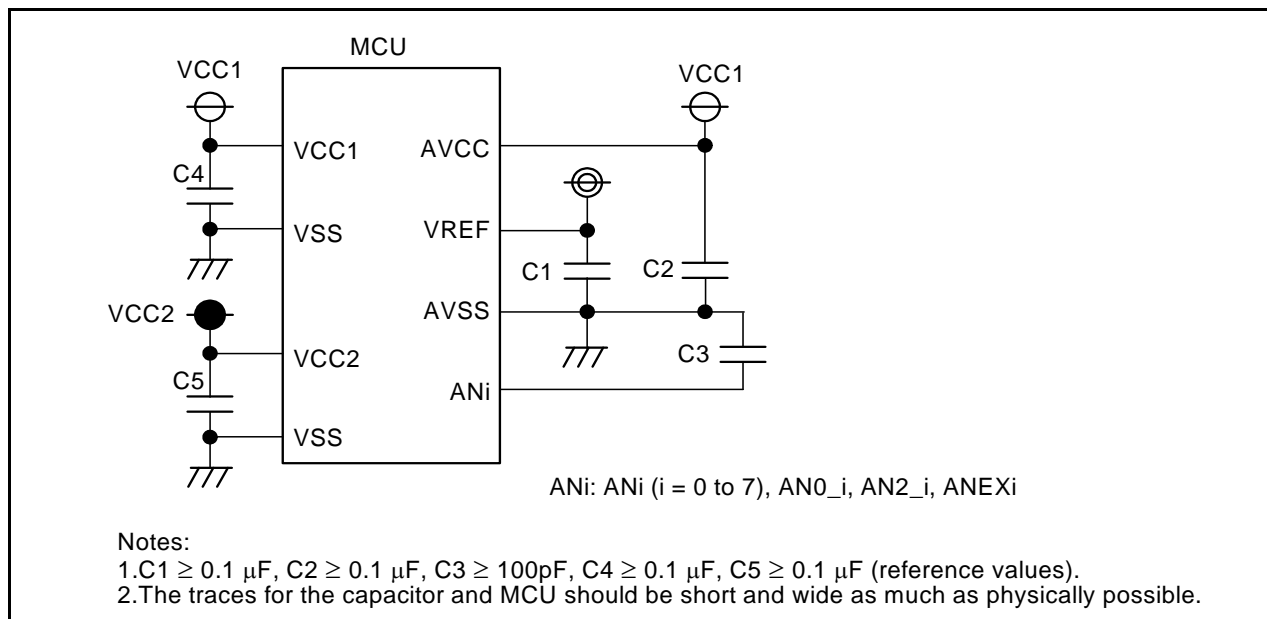 MCU
VCC1
VCC1
VCC1
AVCC
C4
VSS
VREF
C1
C2
VCC2
AVSS
VCC2
C3
C5
ANi
VSS
ANi: ANi (i = 0 to 7), AN0_i, AN2_i, ANEXi
Notes:
1.C1 ≥ 0.1 μF, C2 ≥ 0.1 μF, C3 ≥ 100pF, C4 ≥ 0.1 μF, C5 ≥ 0.1 μF (reference values).
2.The traces for the capacitor and MCU should be short and wide as much as physically possible.